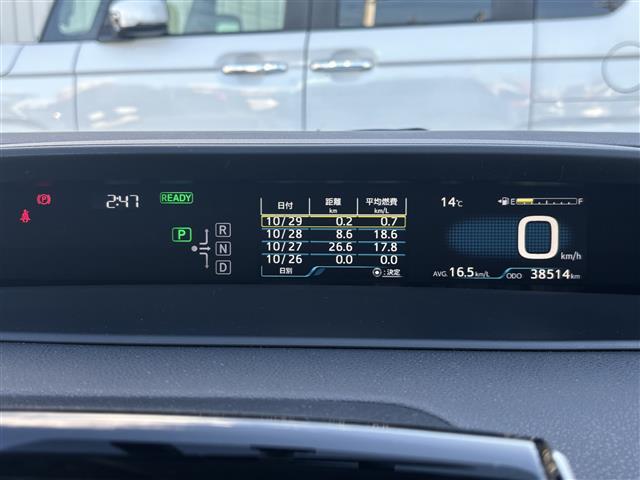 2:47 READY
P R
N
D
日付 距離 km 平均燃費 km/L
10/29 0.2 0.7
10/28 8.6 18.6
10/27 26.6 17.8
10/26 0.0 0.0
日別 :決定
14℃ E F
0 km/h
AVG. 16.5 km/L ODO 38514 km